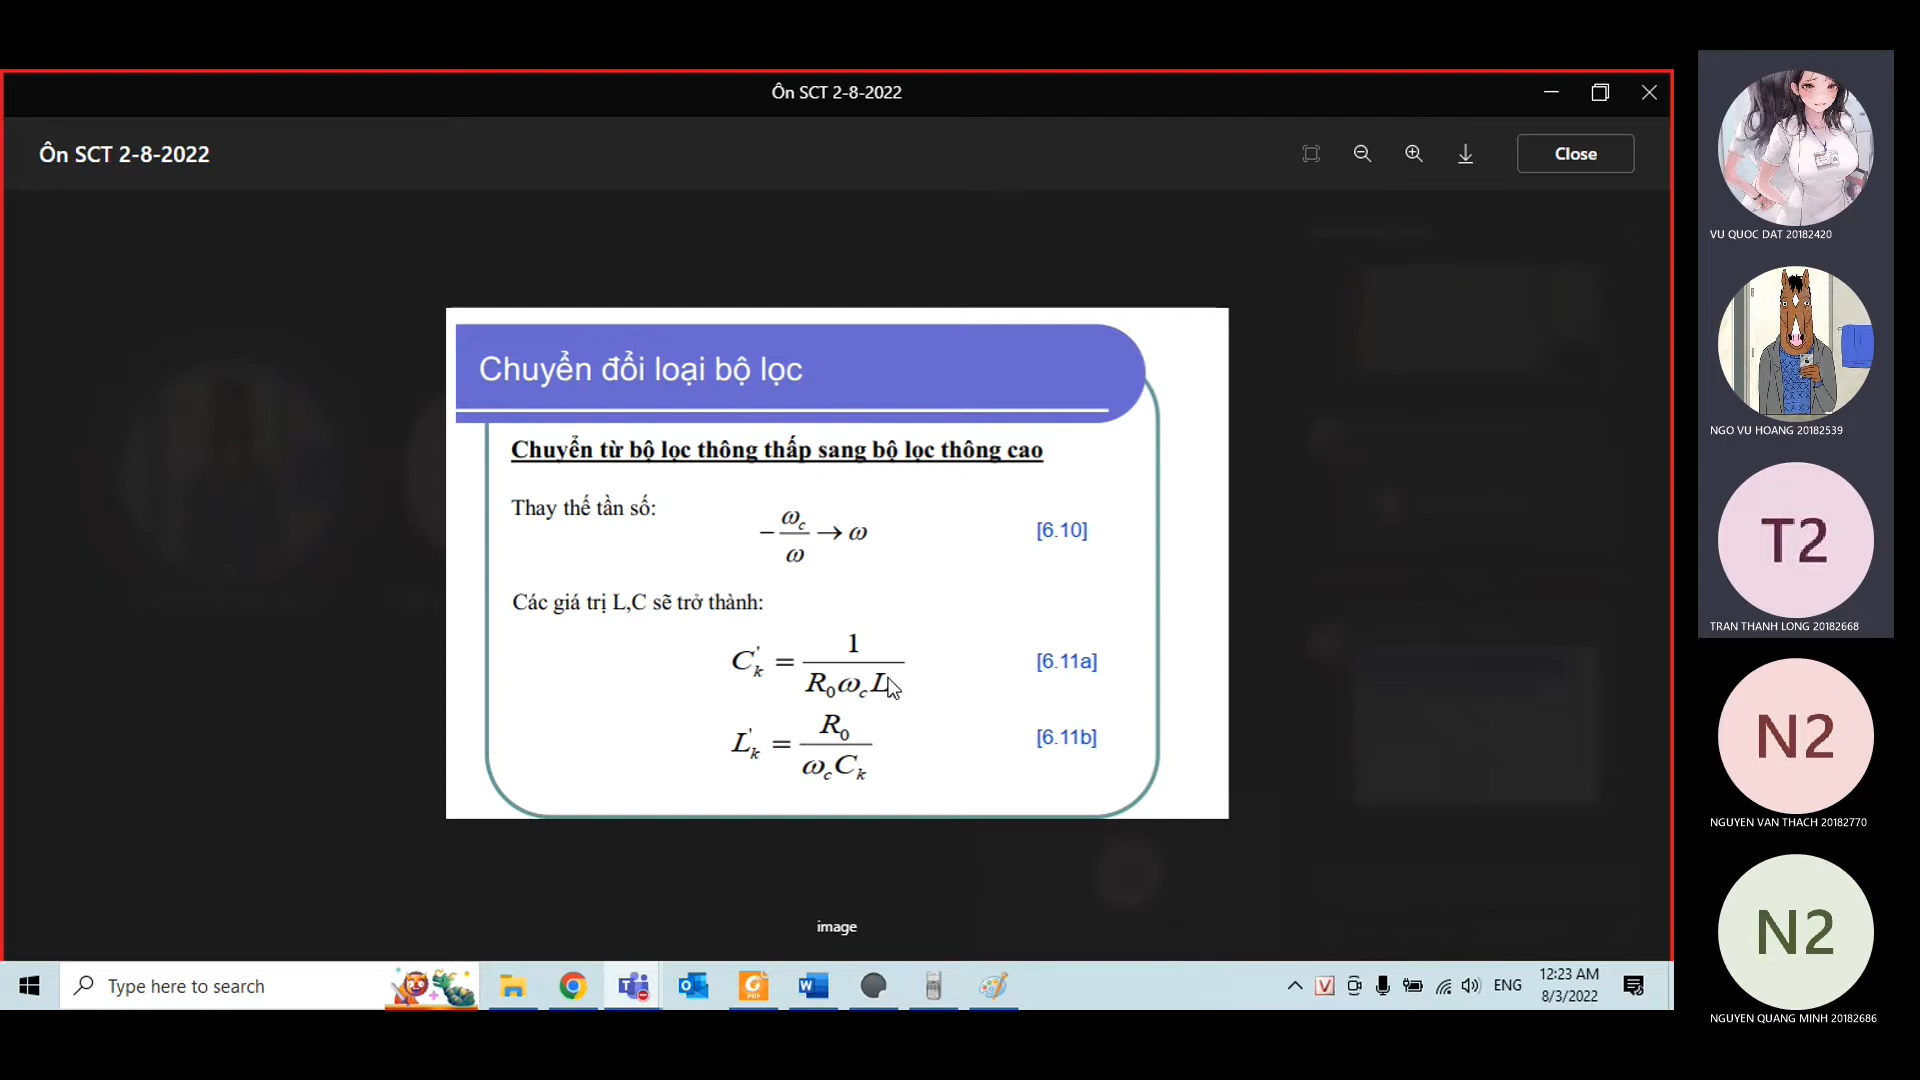 Ôn SCT 2-8-2022
Ôn SCT 2-8-2022
Close
Chuyển đổi loại bộ lọc
Chuyển từ bộ lọc thông thấp sang bộ lọc thông cao
Thay thế tần số:
−ω_c/ω → ω [6.10]
Các giá trị L,C sẽ trở thành:
C'_k = 1/(R_0ω_cL [6.11a]
L'_k = R_0/(ω_cC_k) [6.11b]
image
VU QUOC DAT 20182420
NGO VU HOANG 20182539
T2
TRAN THANH LONG 20182668
N2
NGUYEN VAN THACH 20182770
N2
NGUYEN QUANG MINH 20182686
Type here to search
ENG
12:23 AM
8/3/2022